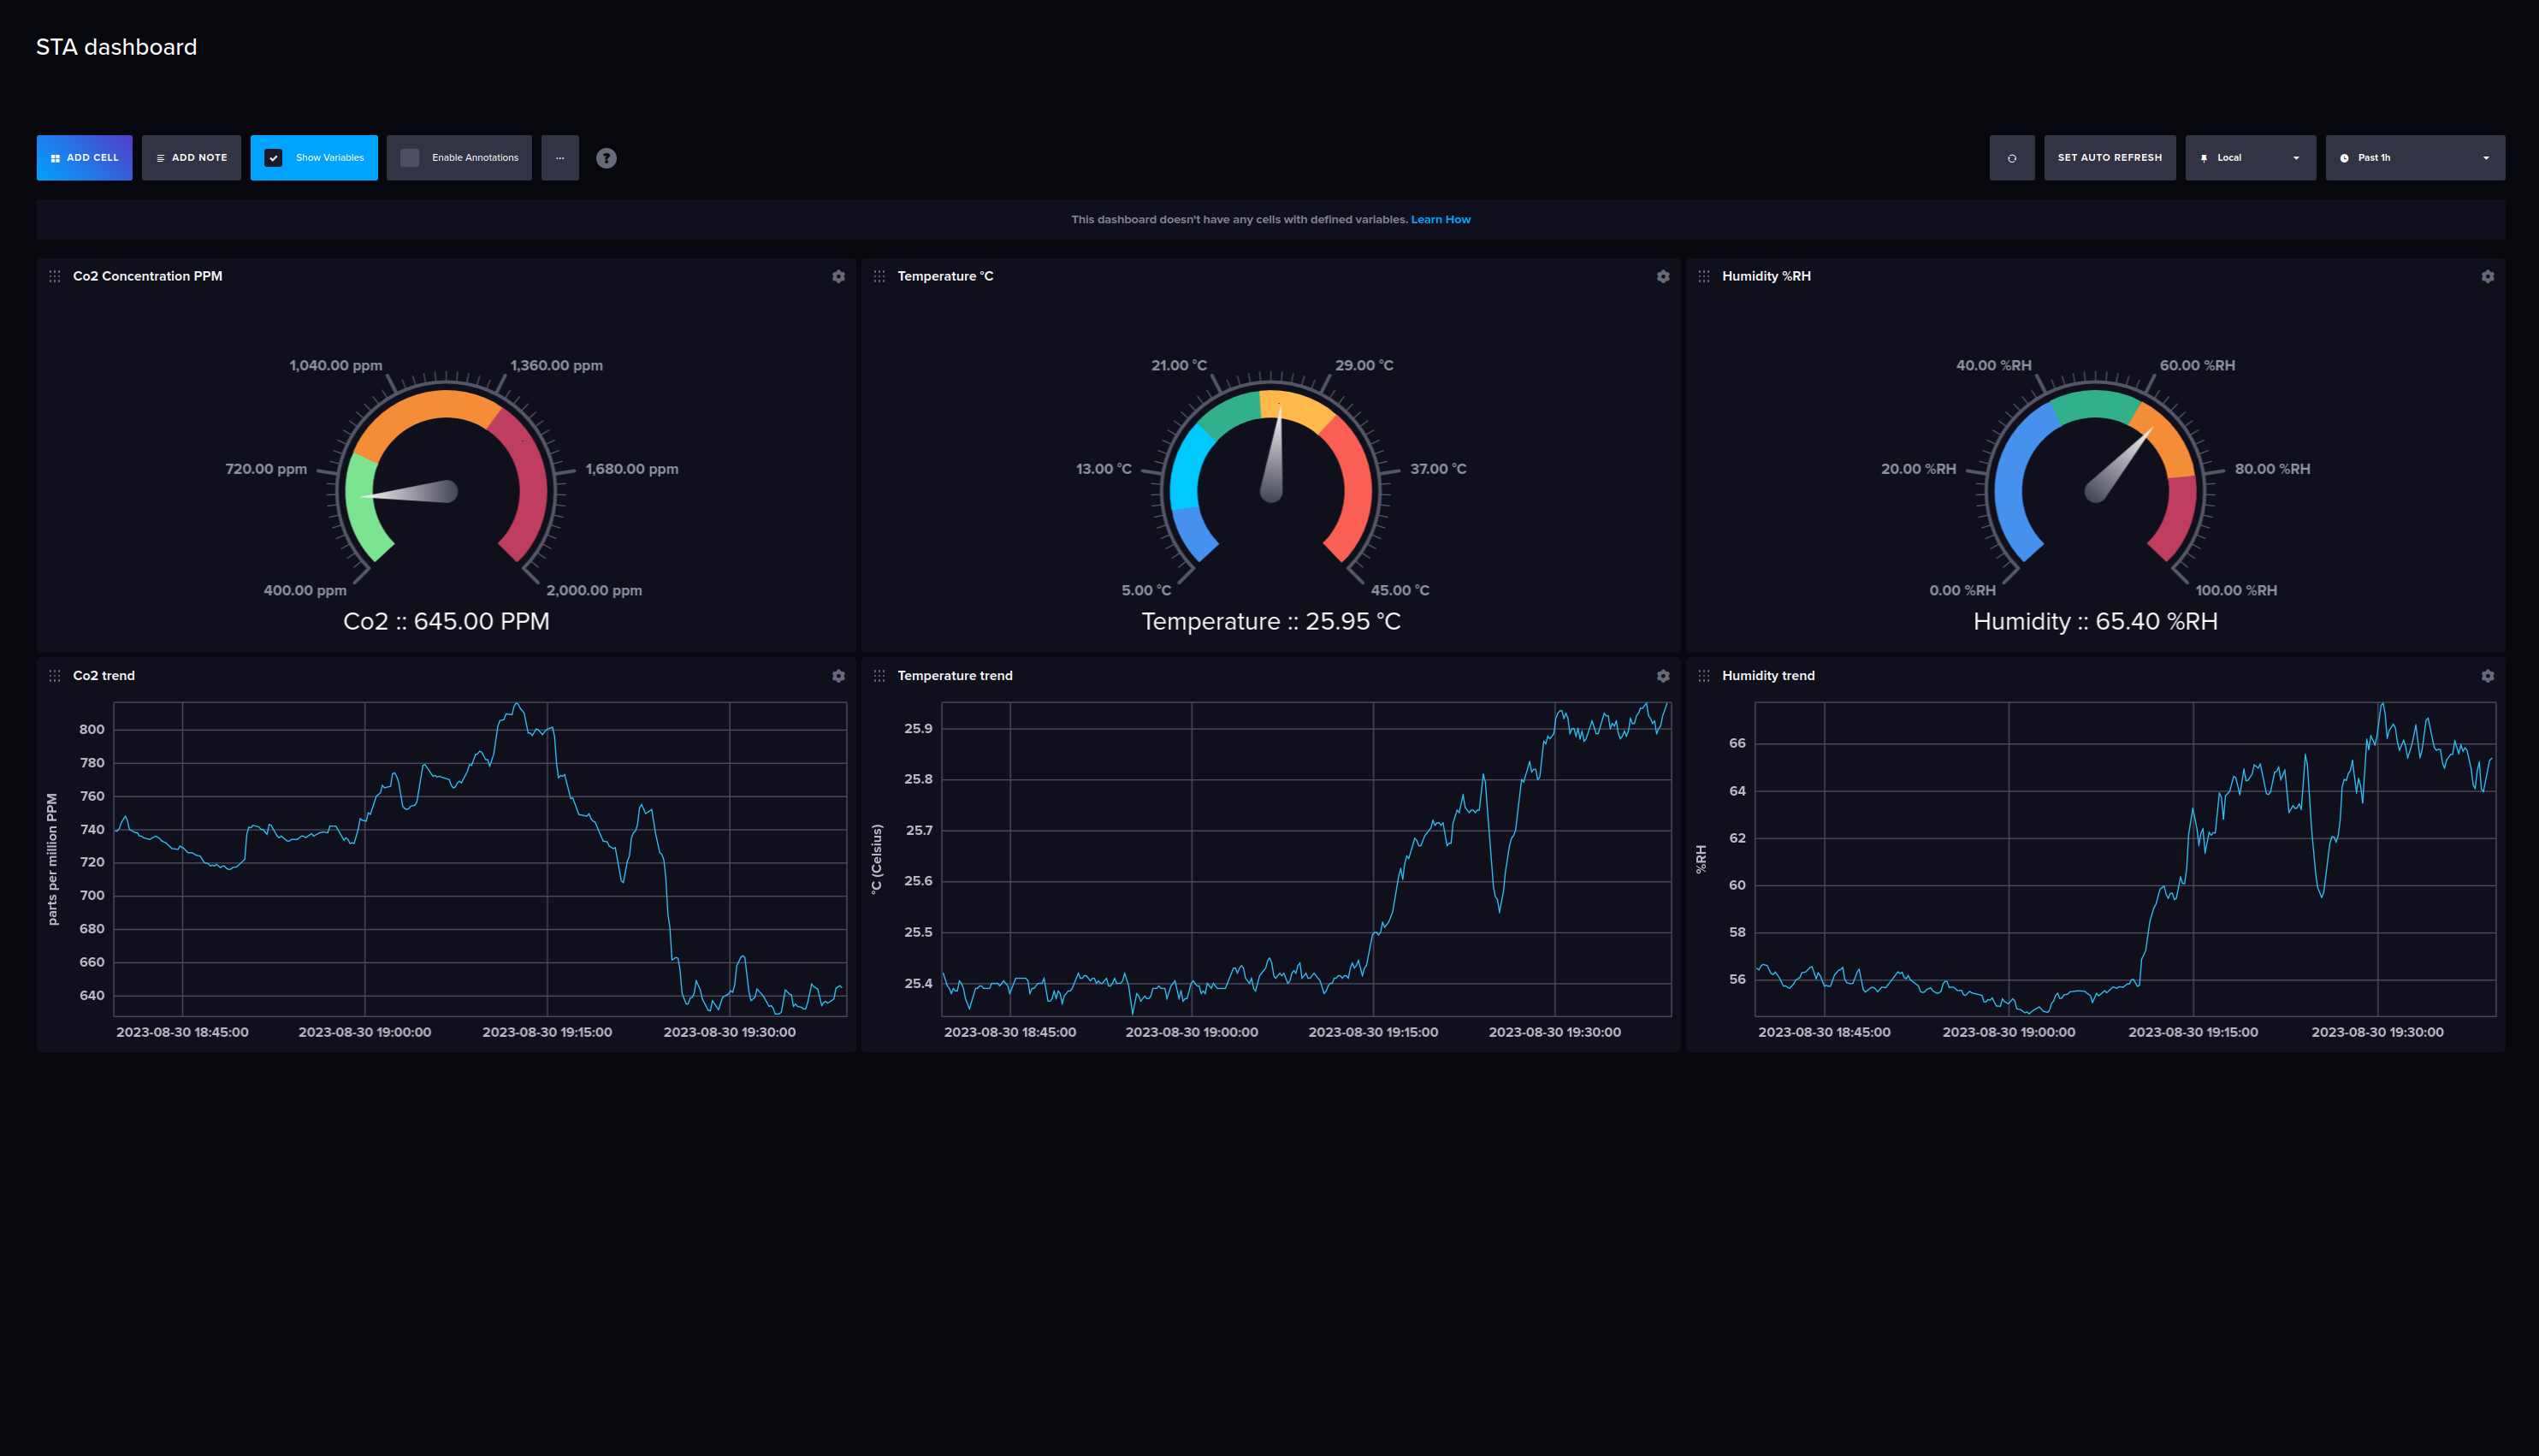 STA dashboard
ADD CELL
ADD NOTE
Show Variables
Enable Annotations
...
?
SET AUTO REFRESH
Local
Past 1h
This dashboard doesn't have any cells with defined variables. Learn How
Co2 Concentration PPM
1,040.00 ppm
1,360.00 ppm
720.00 ppm
1,680.00 ppm
400.00 ppm
2,000.00 ppm
Co2 :: 645.00 PPM
Temperature °C
21.00 °C
29.00 °C
13.00 °C
37.00 °C
5.00 °C
45.00 °C
Temperature :: 25.95 °C
Humidity %RH
40.00 %RH
60.00 %RH
20.00 %RH
80.00 %RH
0.00 %RH
100.00 %RH
Humidity :: 65.40 %RH
Co2 trend
parts per million PPM
800
780
760
740
720
700
680
660
640
2023-08-30 18:45:00
2023-08-30 19:00:00
2023-08-30 19:15:00
2023-08-30 19:30:00
Temperature trend
°C (Celsius)
25.9
25.8
25.7
25.6
25.5
25.4
2023-08-30 18:45:00
2023-08-30 19:00:00
2023-08-30 19:15:00
2023-08-30 19:30:00
Humidity trend
%RH
66
64
62
60
58
56
2023-08-30 18:45:00
2023-08-30 19:00:00
2023-08-30 19:15:00
2023-08-30 19:30:00